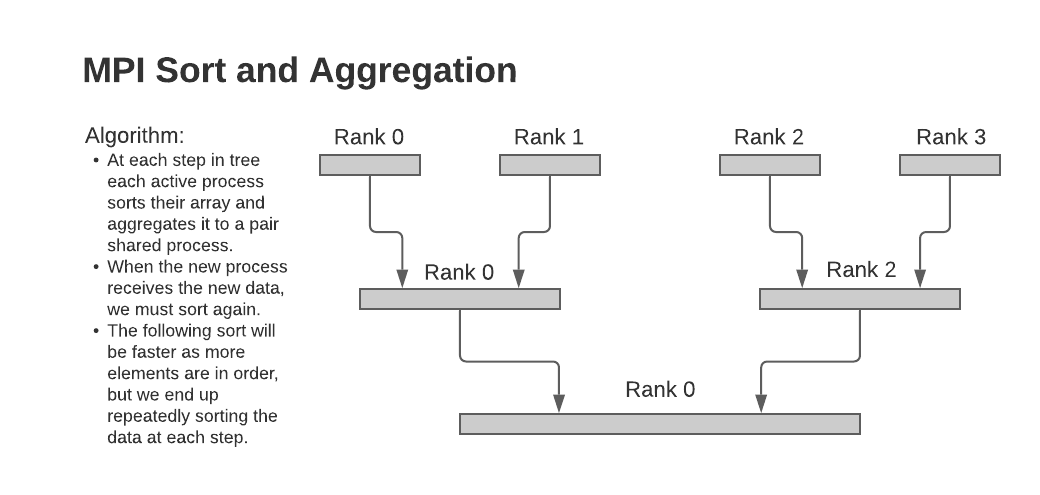 MPI Sort and Aggregation
Algorithm:
• At each step in tree
each active process
sorts their array and
aggregates it to a pair
shared process.
• When the new process
receives the new data,
we must sort again.
• The following sort will
be faster as more
elements are in order,
but we end up
repeatedly sorting the
data at each step.
Rank 0
Rank 1
Rank 2
Rank 3
Rank 0
Rank 2
Rank 0